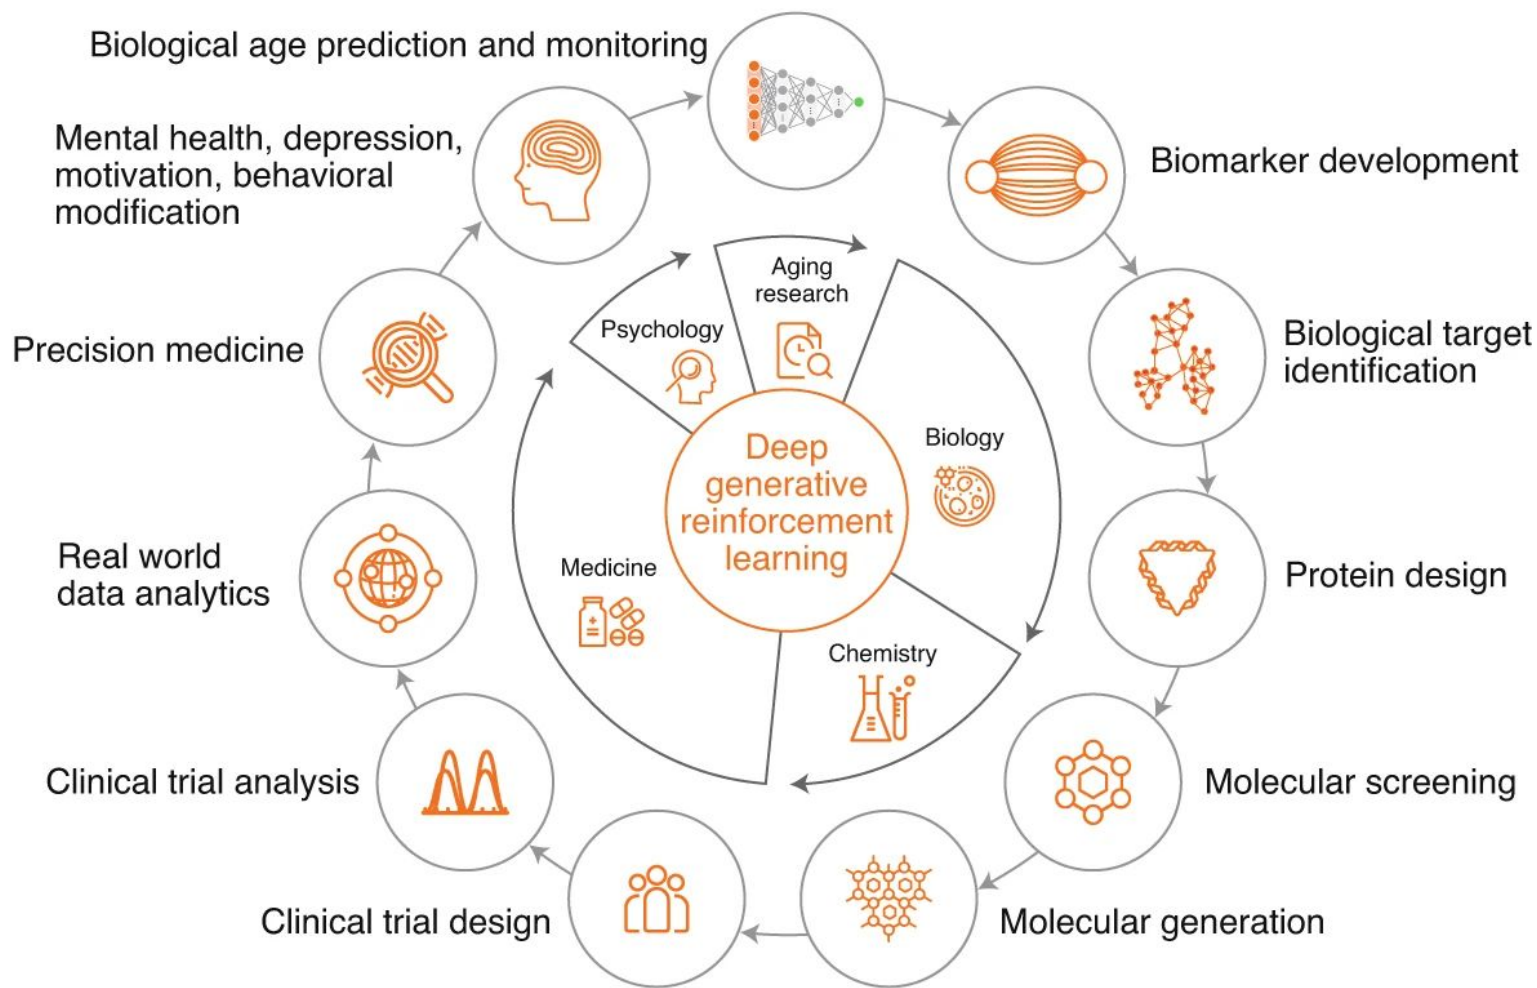 Biological age prediction and monitoring
Mental health, depression,
motivation, behavioral
modification
Biomarker development
Aging
research
Psychology
Precision medicine
Biological target
identification
Biology
Deep
generative
reinforcement
learning
Real world
data analytics
Medicine
Protein design
Chemistry
Clinical trial analysis
Molecular screening
Clinical trial design
Molecular generation